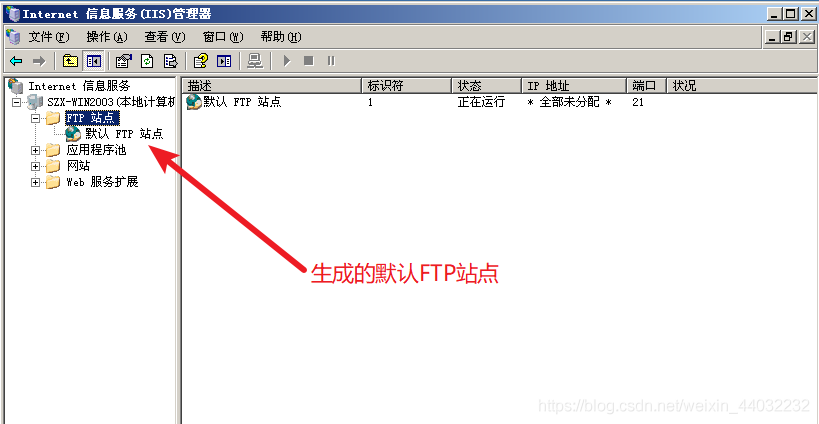 Internet 信息服务(IIS)管理器
文件(F) 操作(A) 查看(V) 窗口(W) 帮助(H)
Internet 信息服务
SZX-WIN2003(本地计算机
FTP 站点
默认 FTP 站点
应用程序池
网站
Web 服务扩展
描述 标识符 状态 IP 地址 端口 状况
默认 FTP 站点 1 正在运行 * 全部未分配 * 21
生成的默认FTP站点
https://blog.csdn.net/weixin_44032232